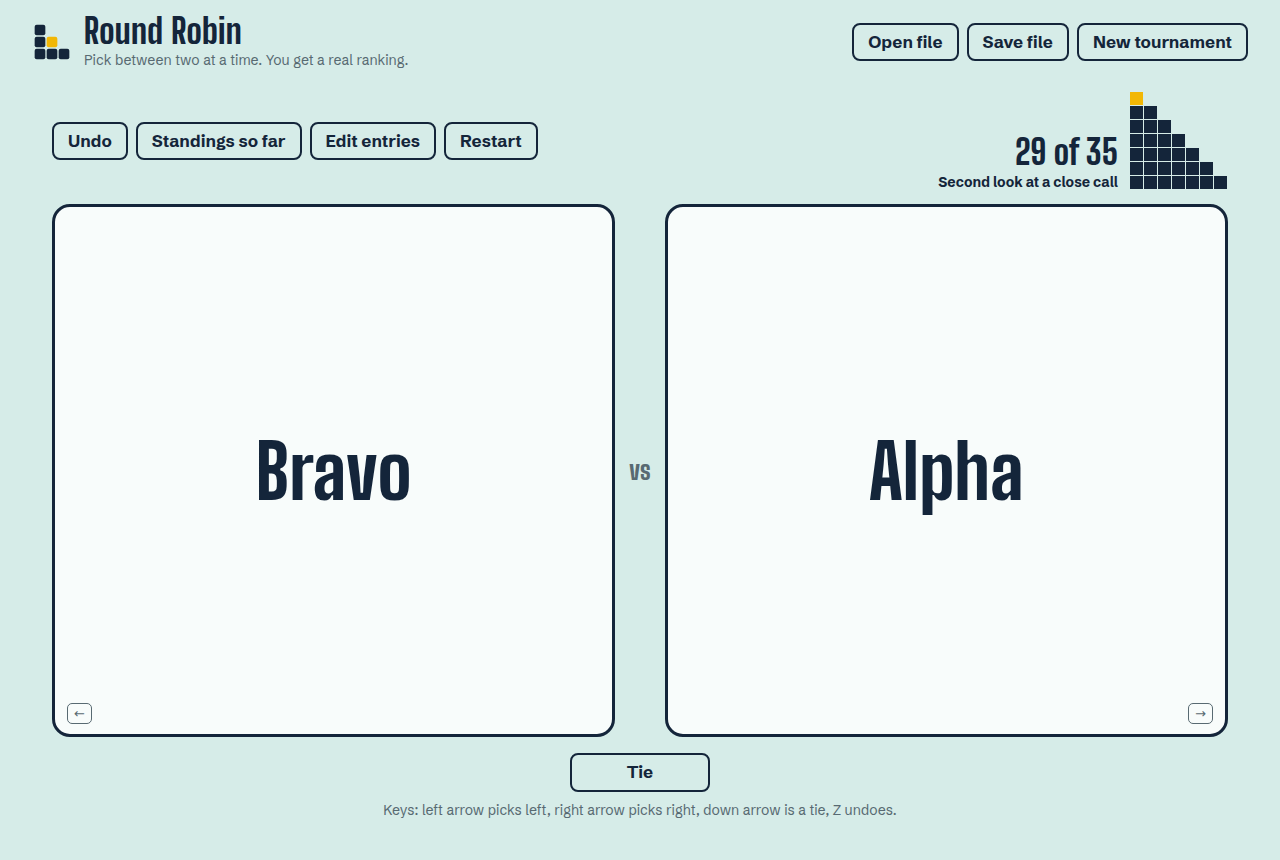 Round Robin
Pick between two at a time. You get a real ranking.
Open file
Save file
New tournament
Undo
Standings so far
Edit entries
Restart
29 of 35
Second look at a close call
Bravo
←
vs
Alpha
→
Tie
Keys: left arrow picks left, right arrow picks right, down arrow is a tie, Z undoes.